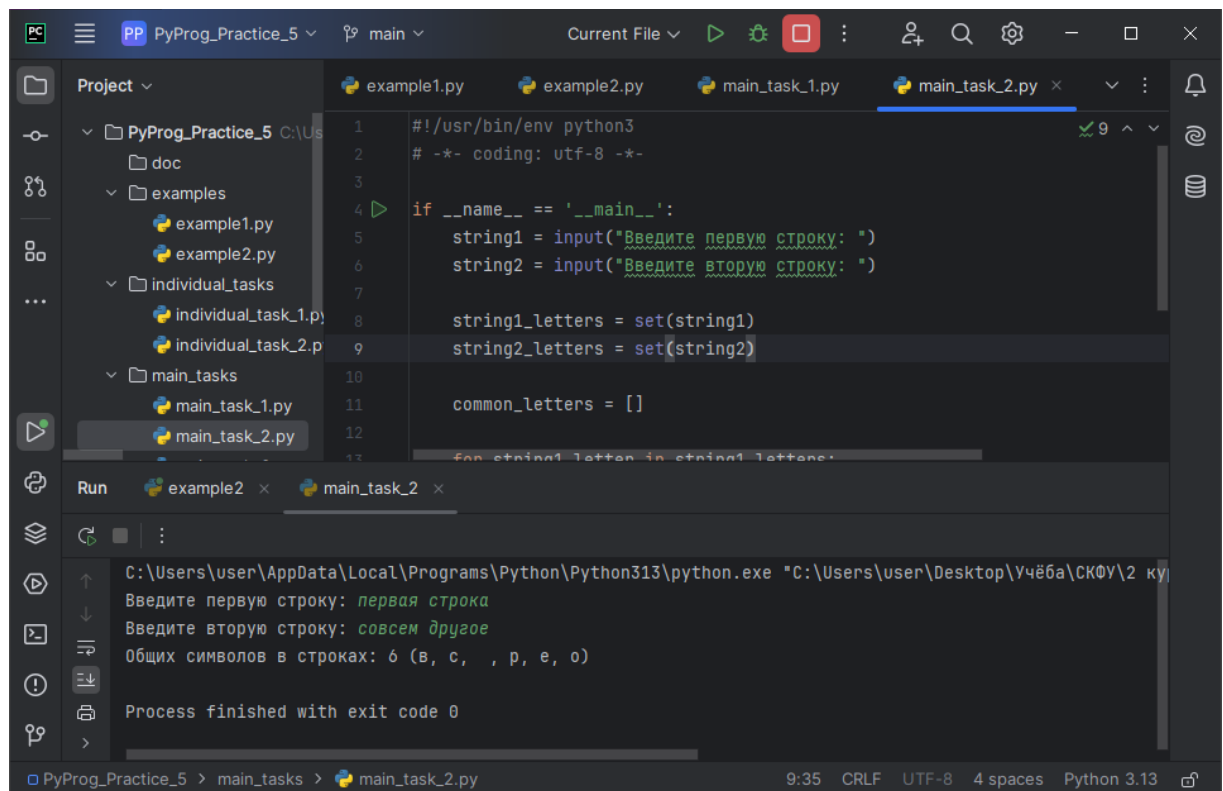 PC PP PyProg_Practice_5 main Current File
Project
example1.py example2.py main_task_1.py main_task_2.py
PyProg_Practice_5 C:\Us
doc
examples
example1.py
example2.py
individual_tasks
individual_task_1.py
individual_task_2.p
main_tasks
main_task_1.py
main_task_2.py
9
1 #!/usr/bin/env python3
2 # -*- coding: utf-8 -*-
3
4 if __name__ == '__main__':
5 string1 = input("Введите первую строку: ")
6 string2 = input("Введите вторую строку: ")
7
8 string1_letters = set(string1)
9 string2_letters = set(string2)
10
11 common_letters = []
12
13 for string1_letter in string1_letters:
Run example2 main_task_2
C:\Users\user\AppData\Local\Programs\Python\Python313\python.exe "C:\Users\user\Desktop\Учёба\СКФУ\2 ку
Введите первую строку: первая строка
Введите вторую строку: совсем другое
Общих символов в строках: 6 (в, с,  , р, е, о)
Process finished with exit code 0
PyProg_Practice_5 > main_tasks > main_task_2.py 9:35 CRLF UTF-8 4 spaces Python 3.13